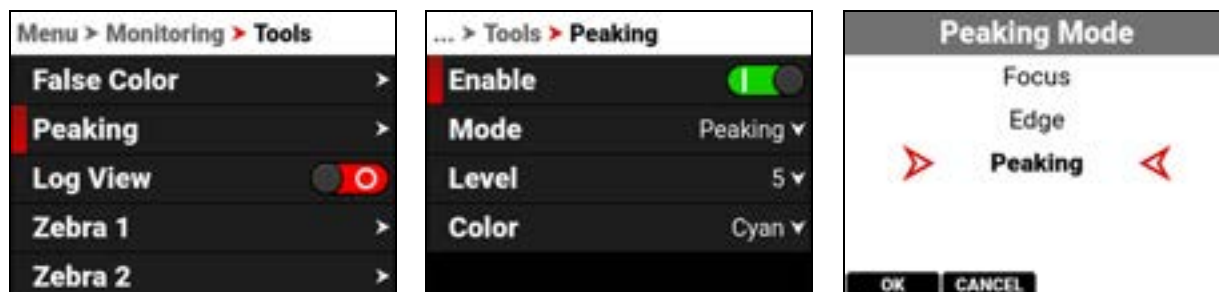 Menu > Monitoring > Tools
False Color >
Peaking >
Log View
Zebra 1 >
Zebra 2 >
... > Tools > Peaking
Enable
Mode Peaking
Level 5
Color Cyan
Peaking Mode
Focus
Edge
Peaking
OK CANCEL